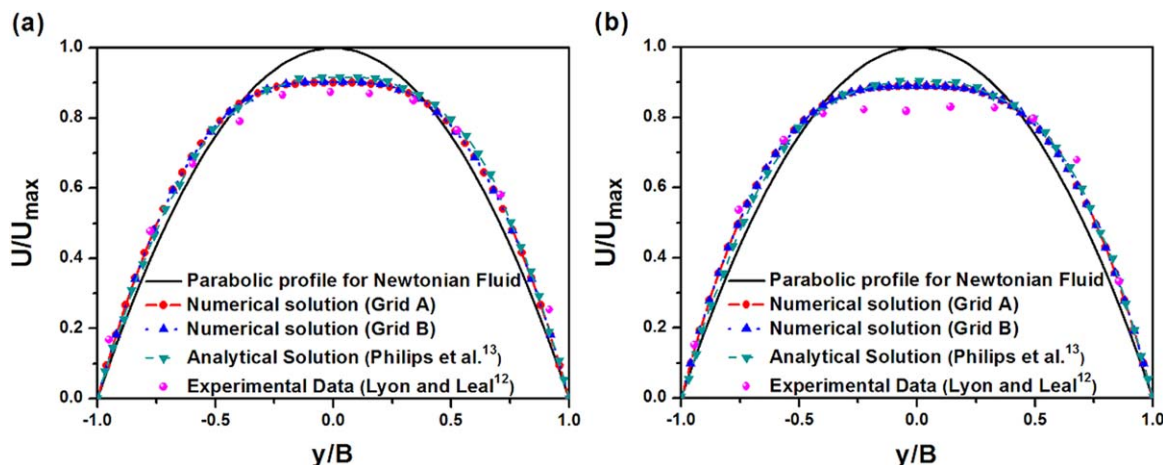 (a)
1.0
0.8
0.6
0.4
0.2
0.0
U/Umax
Parabolic profile for Newtonian Fluid
Numerical solution (Grid A)
Numerical solution (Grid B)
Analytical Solution (Philips et al.13)
Experimental Data (Lyon and Leal12)
-1.0 -0.5 0.0 0.5 1.0
y/B
(b)
1.0
0.8
0.6
0.4
0.2
0.0
U/Umax
Parabolic profile for Newtonian Fluid
Numerical solution (Grid A)
Numerical solution (Grid B)
Analytical Solution (Philips et al.13)
Experimental Data (Lyon and Leal12)
-1.0 -0.5 0.0 0.5 1.0
y/B